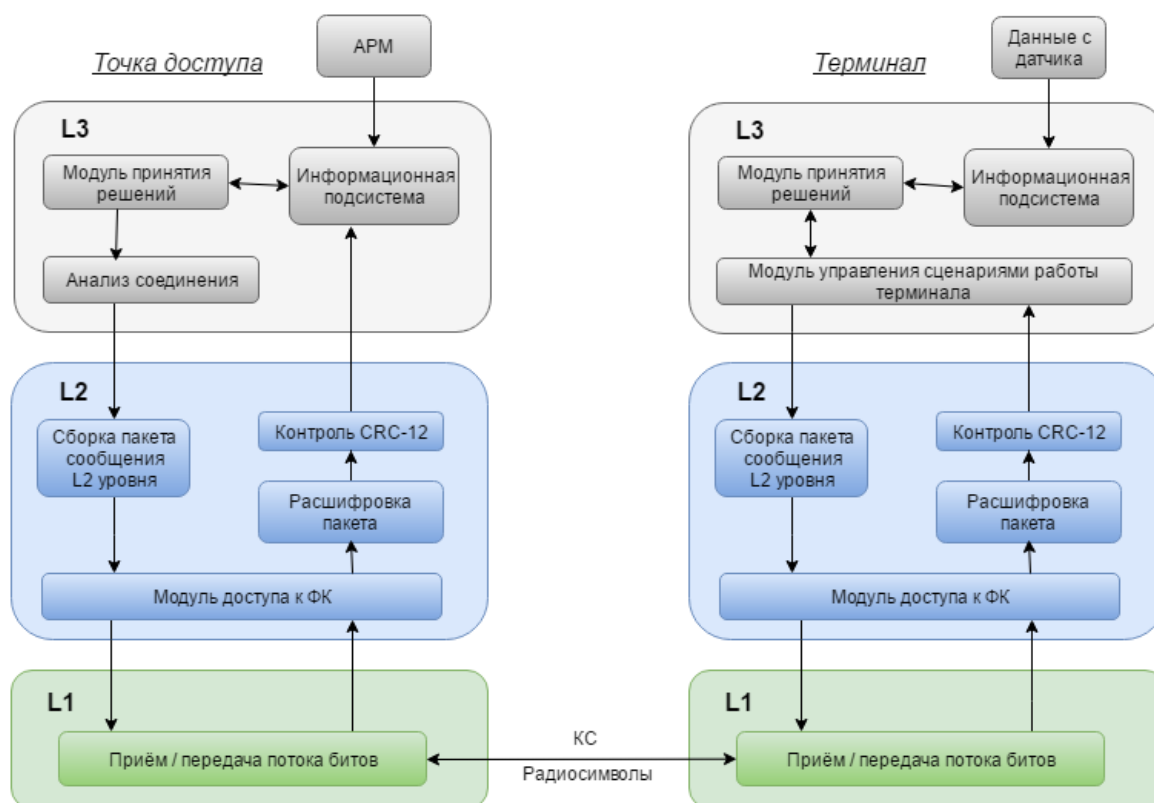 Точка доступа
АРМ
L3
Модуль принятия
решений
Информационная
подсистема
Анализ соединения
L2
Сборка пакета
сообщения
L2 уровня
Контроль CRC-12
Расшифровка
пакета
Модуль доступа к ФК
L1
Приём / передача потока битов
КС
Радиосимволы
Терминал
Данные с
датчика
L3
Модуль принятия
решений
Информационная
подсистема
Модуль управления сценариями работы
терминала
L2
Сборка пакета
сообщения
L2 уровня
Контроль CRC-12
Расшифровка
пакета
Модуль доступа к ФК
L1
Приём / передача потока битов